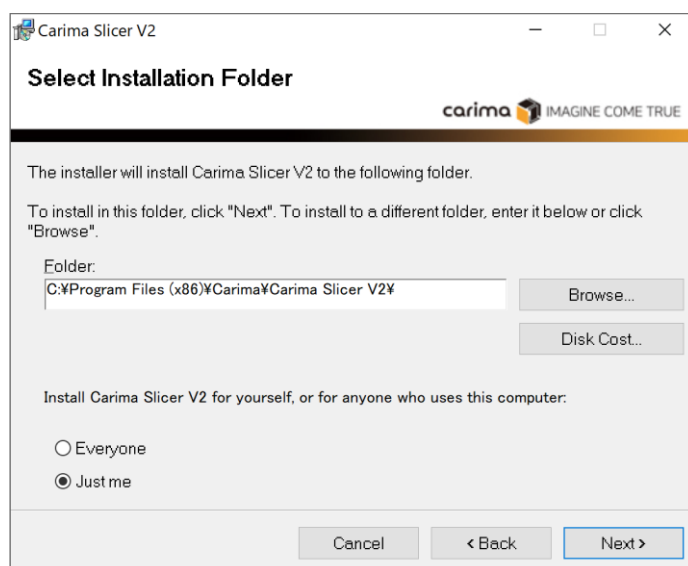 Carima Slicer V2
Select Installation Folder
carima IMAGINE COME TRUE
The installer will install Carima Slicer V2 to the following folder.
To install in this folder, click "Next". To install to a different folder, enter it below or click
"Browse".
Folder:
C:¥Program Files (x86)¥Carima¥Carima Slicer V2¥
Browse...
Disk Cost...
Install Carima Slicer V2 for yourself, or for anyone who uses this computer:
Everyone
Just me
Cancel
< Back
Next >